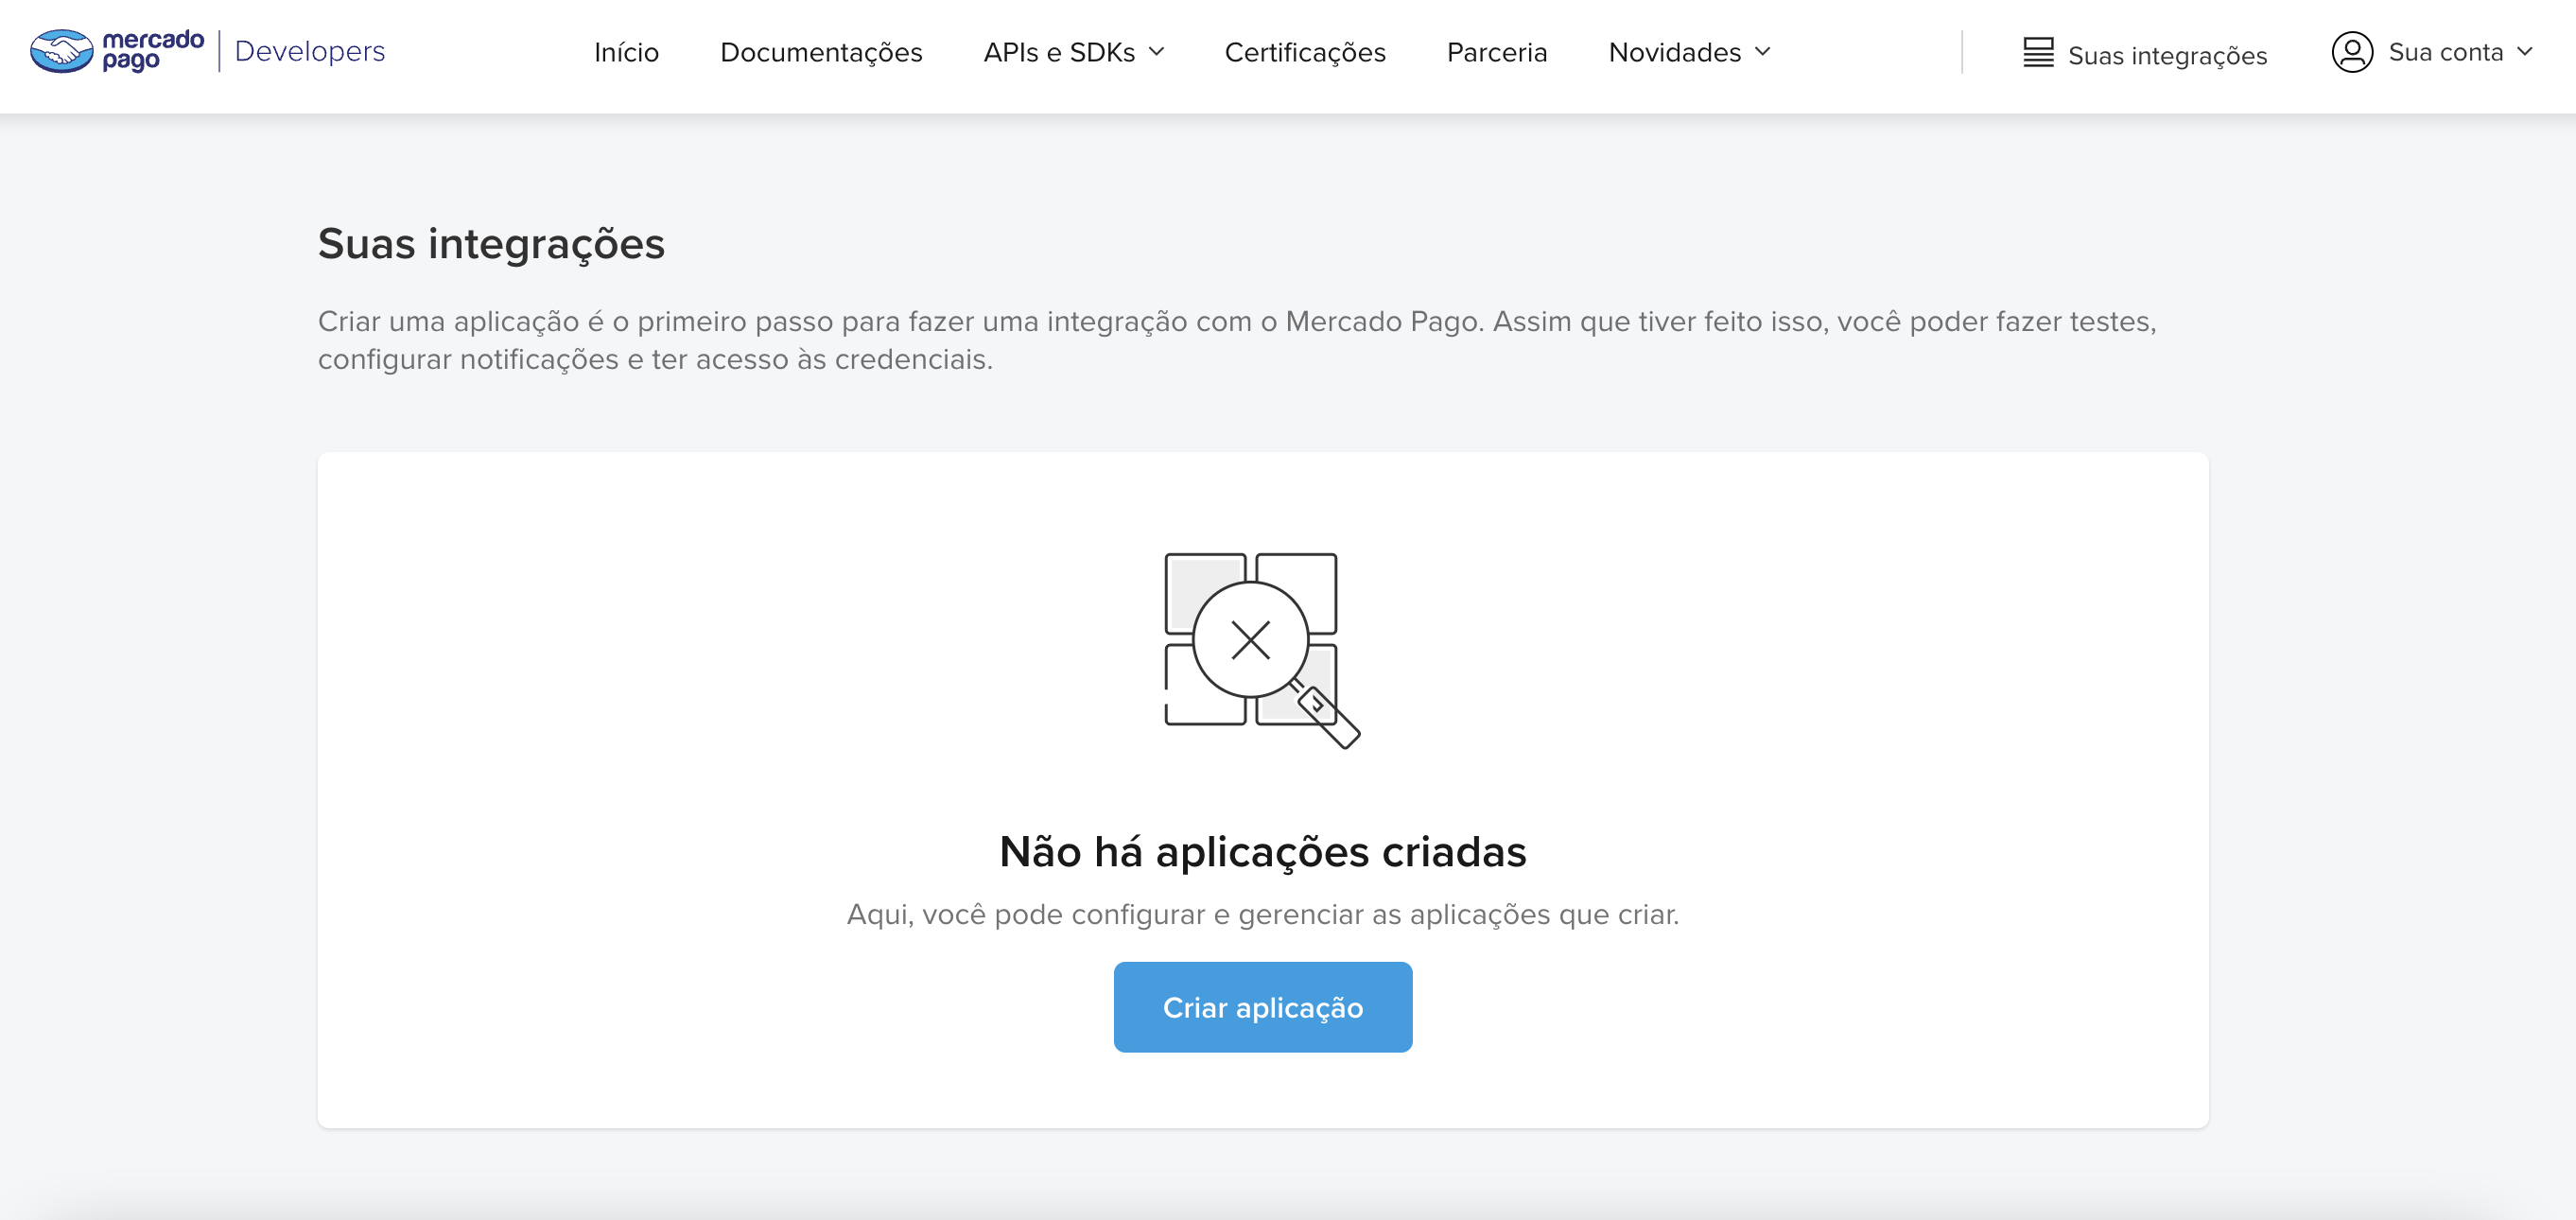 mercado pago | Developers
Início
Documentações
APIs e SDKs
Certificações
Parceria
Novidades
Suas integrações
Sua conta
Suas integrações
Criar uma aplicação é o primeiro passo para fazer uma integração com o Mercado Pago. Assim que tiver feito isso, você poder fazer testes,
configurar notificações e ter acesso às credenciais.
Não há aplicações criadas
Aqui, você pode configurar e gerenciar as aplicações que criar.
Criar aplicação